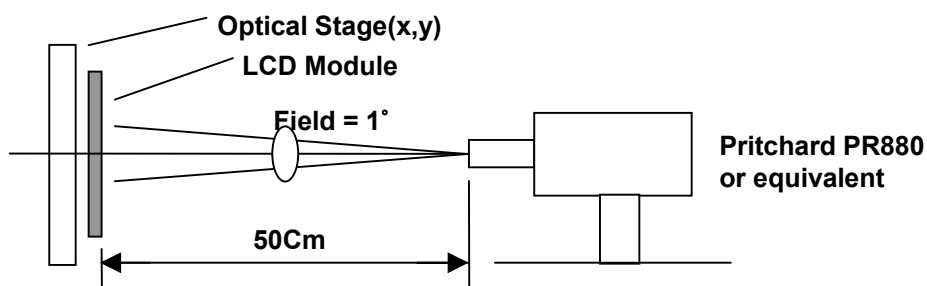 Optical Stage(x,y)
LCD Module
Field = 1°
Pritchard PR880
or equivalent
50Cm